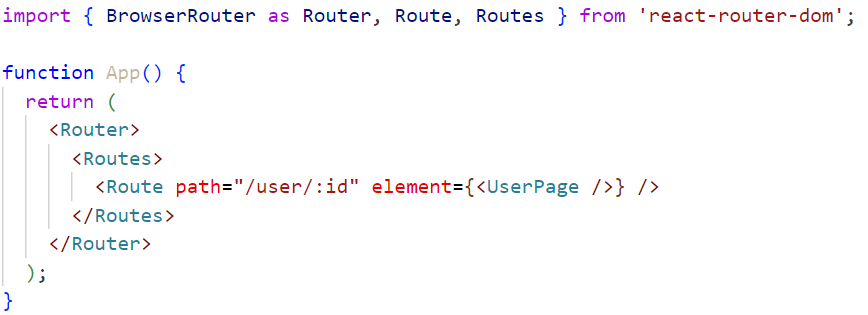 import { BrowserRouter as Router, Route, Routes } from 'react-router-dom';
function App() {
return (
<Router>
<Routes>
<Route path="/user/:id" element={<UserPage />} />
</Routes>
</Router>
);
}